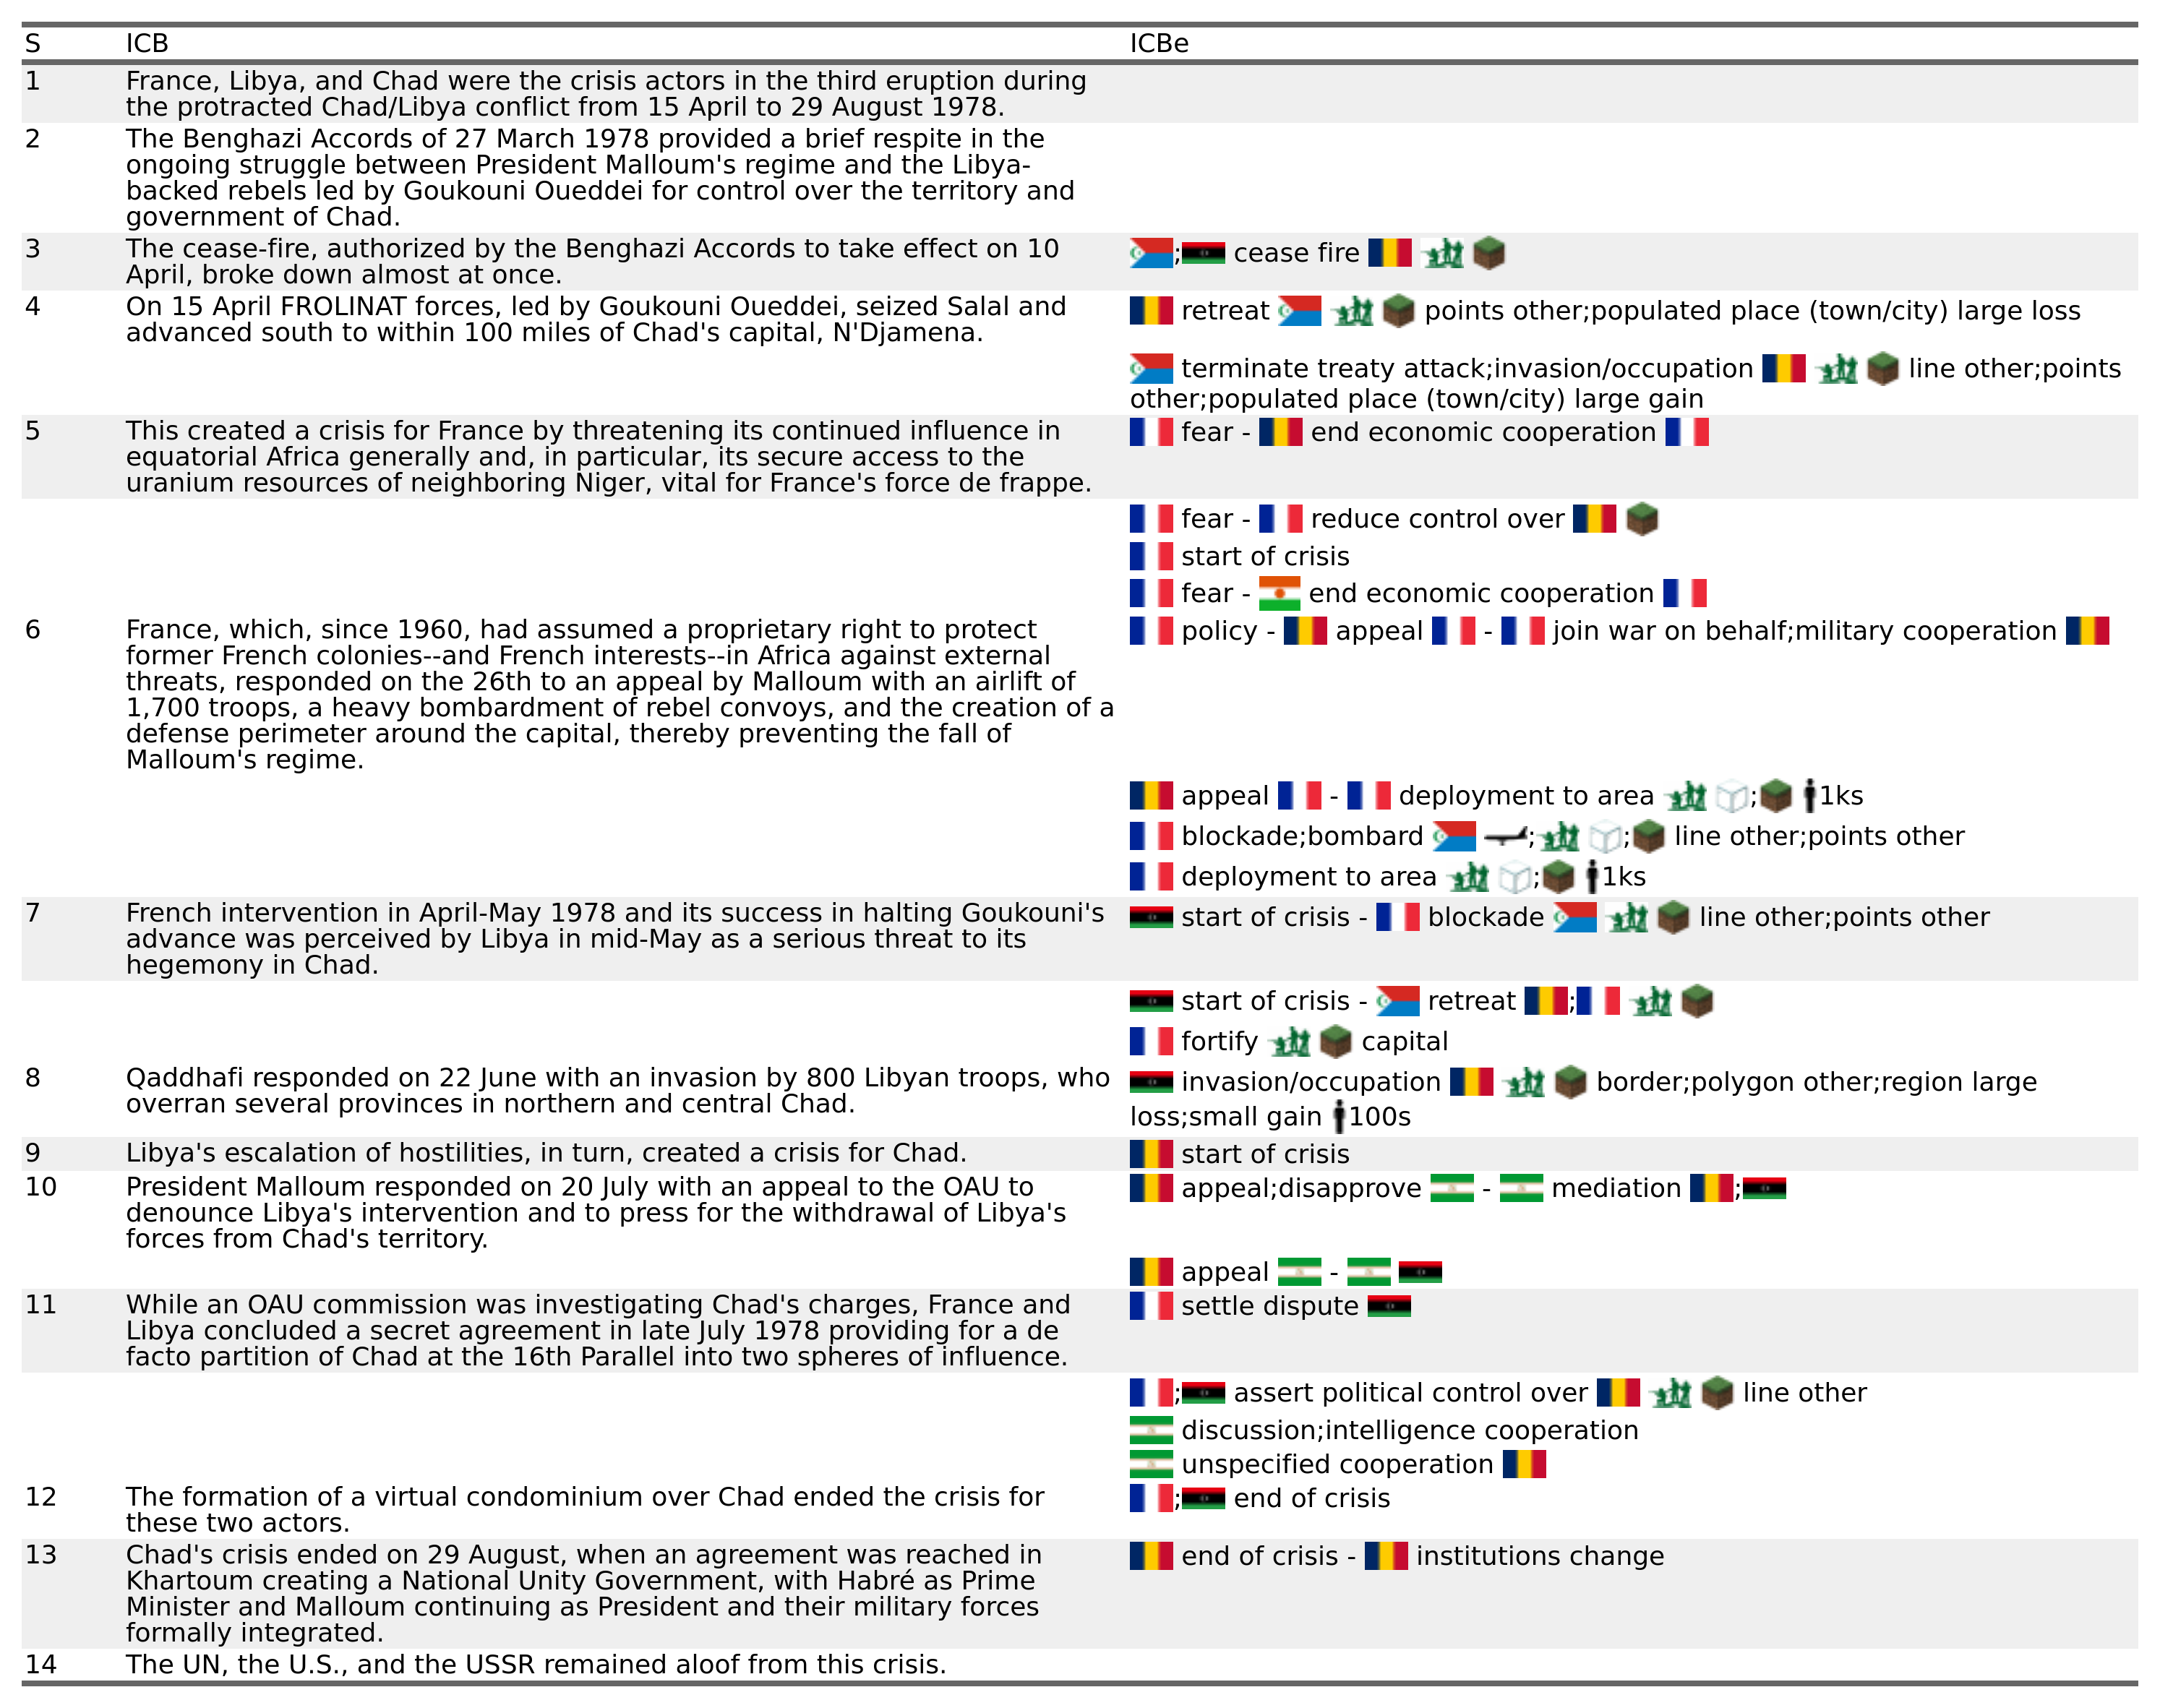 S ICB ICBe
1 France, Libya, and Chad were the crisis actors in the third eruption during
the protracted Chad/Libya conflict from 15 April to 29 August 1978.
2 The Benghazi Accords of 27 March 1978 provided a brief respite in the
ongoing struggle between President Malloum's regime and the Libya-
backed rebels led by Goukouni Oueddei for control over the territory and
government of Chad.
3 The cease-fire, authorized by the Benghazi Accords to take effect on 10
April, broke down almost at once.
; cease fire
4 On 15 April FROLINAT forces, led by Goukouni Oueddei, seized Salal and
advanced south to within 100 miles of Chad's capital, N'Djamena.
retreat points other;populated place (town/city) large loss
terminate treaty attack;invasion/occupation line other;points
other;populated place (town/city) large gain
5 This created a crisis for France by threatening its continued influence in
equatorial Africa generally and, in particular, its secure access to the
uranium resources of neighboring Niger, vital for France's force de frappe.
fear - end economic cooperation
fear - reduce control over
start of crisis
fear - end economic cooperation
6 France, which, since 1960, had assumed a proprietary right to protect
former French colonies--and French interests--in Africa against external
threats, responded on the 26th to an appeal by Malloum with an airlift of
1,700 troops, a heavy bombardment of rebel convoys, and the creation of a
defense perimeter around the capital, thereby preventing the fall of
Malloum's regime.
policy - appeal - join war on behalf;military cooperation
appeal - deployment to area ; 1ks
blockade;bombard ; ; line other;points other
deployment to area ; 1ks
7 French intervention in April-May 1978 and its success in halting Goukouni's
advance was perceived by Libya in mid-May as a serious threat to its
hegemony in Chad.
start of crisis - blockade line other;points other
start of crisis - retreat ;
fortify capital
8 Qaddhafi responded on 22 June with an invasion by 800 Libyan troops, who
overran several provinces in northern and central Chad.
invasion/occupation border;polygon other;region large
loss;small gain 100s
9 Libya's escalation of hostilities, in turn, created a crisis for Chad.
start of crisis
10 President Malloum responded on 20 July with an appeal to the OAU to
denounce Libya's intervention and to press for the withdrawal of Libya's
forces from Chad's territory.
appeal;disapprove - mediation ;
appeal -
11 While an OAU commission was investigating Chad's charges, France and
Libya concluded a secret agreement in late July 1978 providing for a de
facto partition of Chad at the 16th Parallel into two spheres of influence.
settle dispute
; assert political control over line other
discussion;intelligence cooperation
unspecified cooperation
12 The formation of a virtual condominium over Chad ended the crisis for
these two actors.
; end of crisis
13 Chad's crisis ended on 29 August, when an agreement was reached in
Khartoum creating a National Unity Government, with Habré as Prime
Minister and Malloum continuing as President and their military forces
formally integrated.
end of crisis - institutions change
14 The UN, the U.S., and the USSR remained aloof from this crisis.